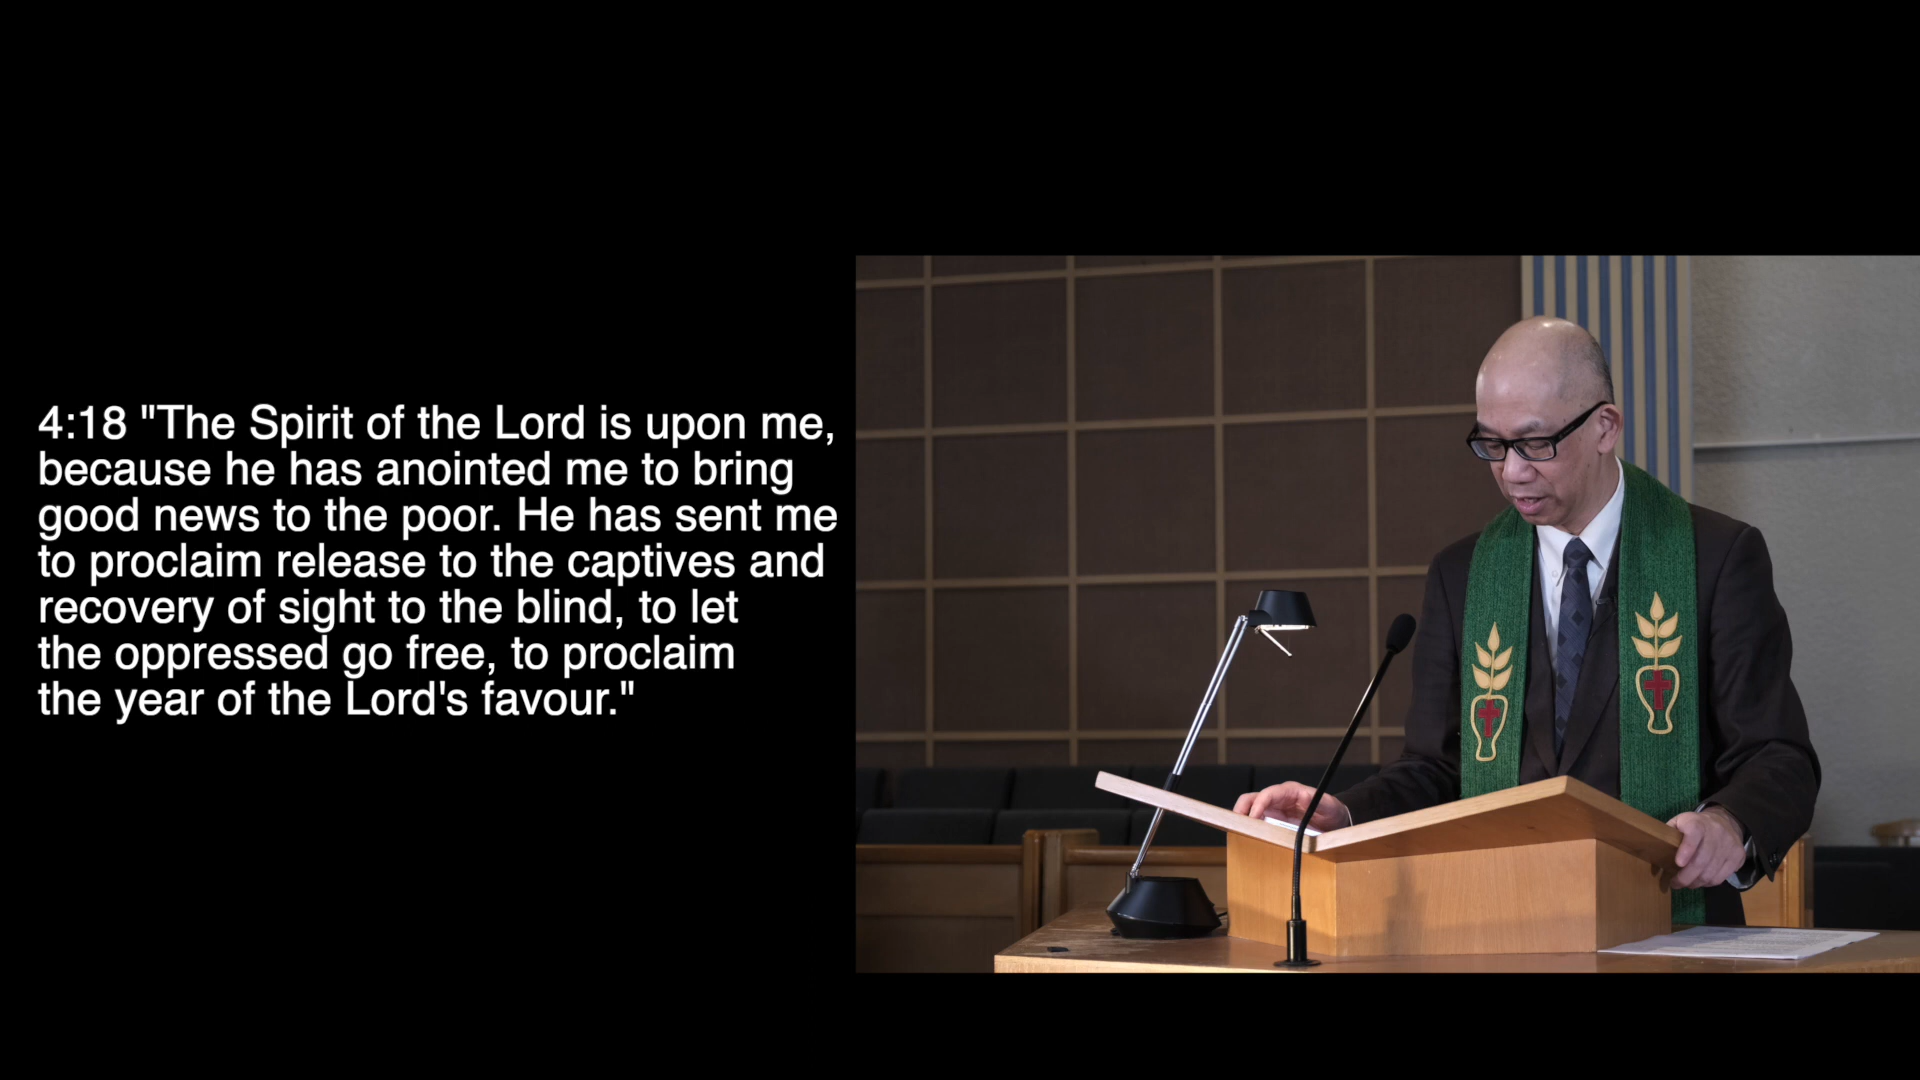 4:18 "The Spirit of the Lord is upon me,
because he has anointed me to bring
good news to the poor. He has sent me
to proclaim release to the captives and
recovery of sight to the blind, to let
the oppressed go free, to proclaim
the year of the Lord's favour."